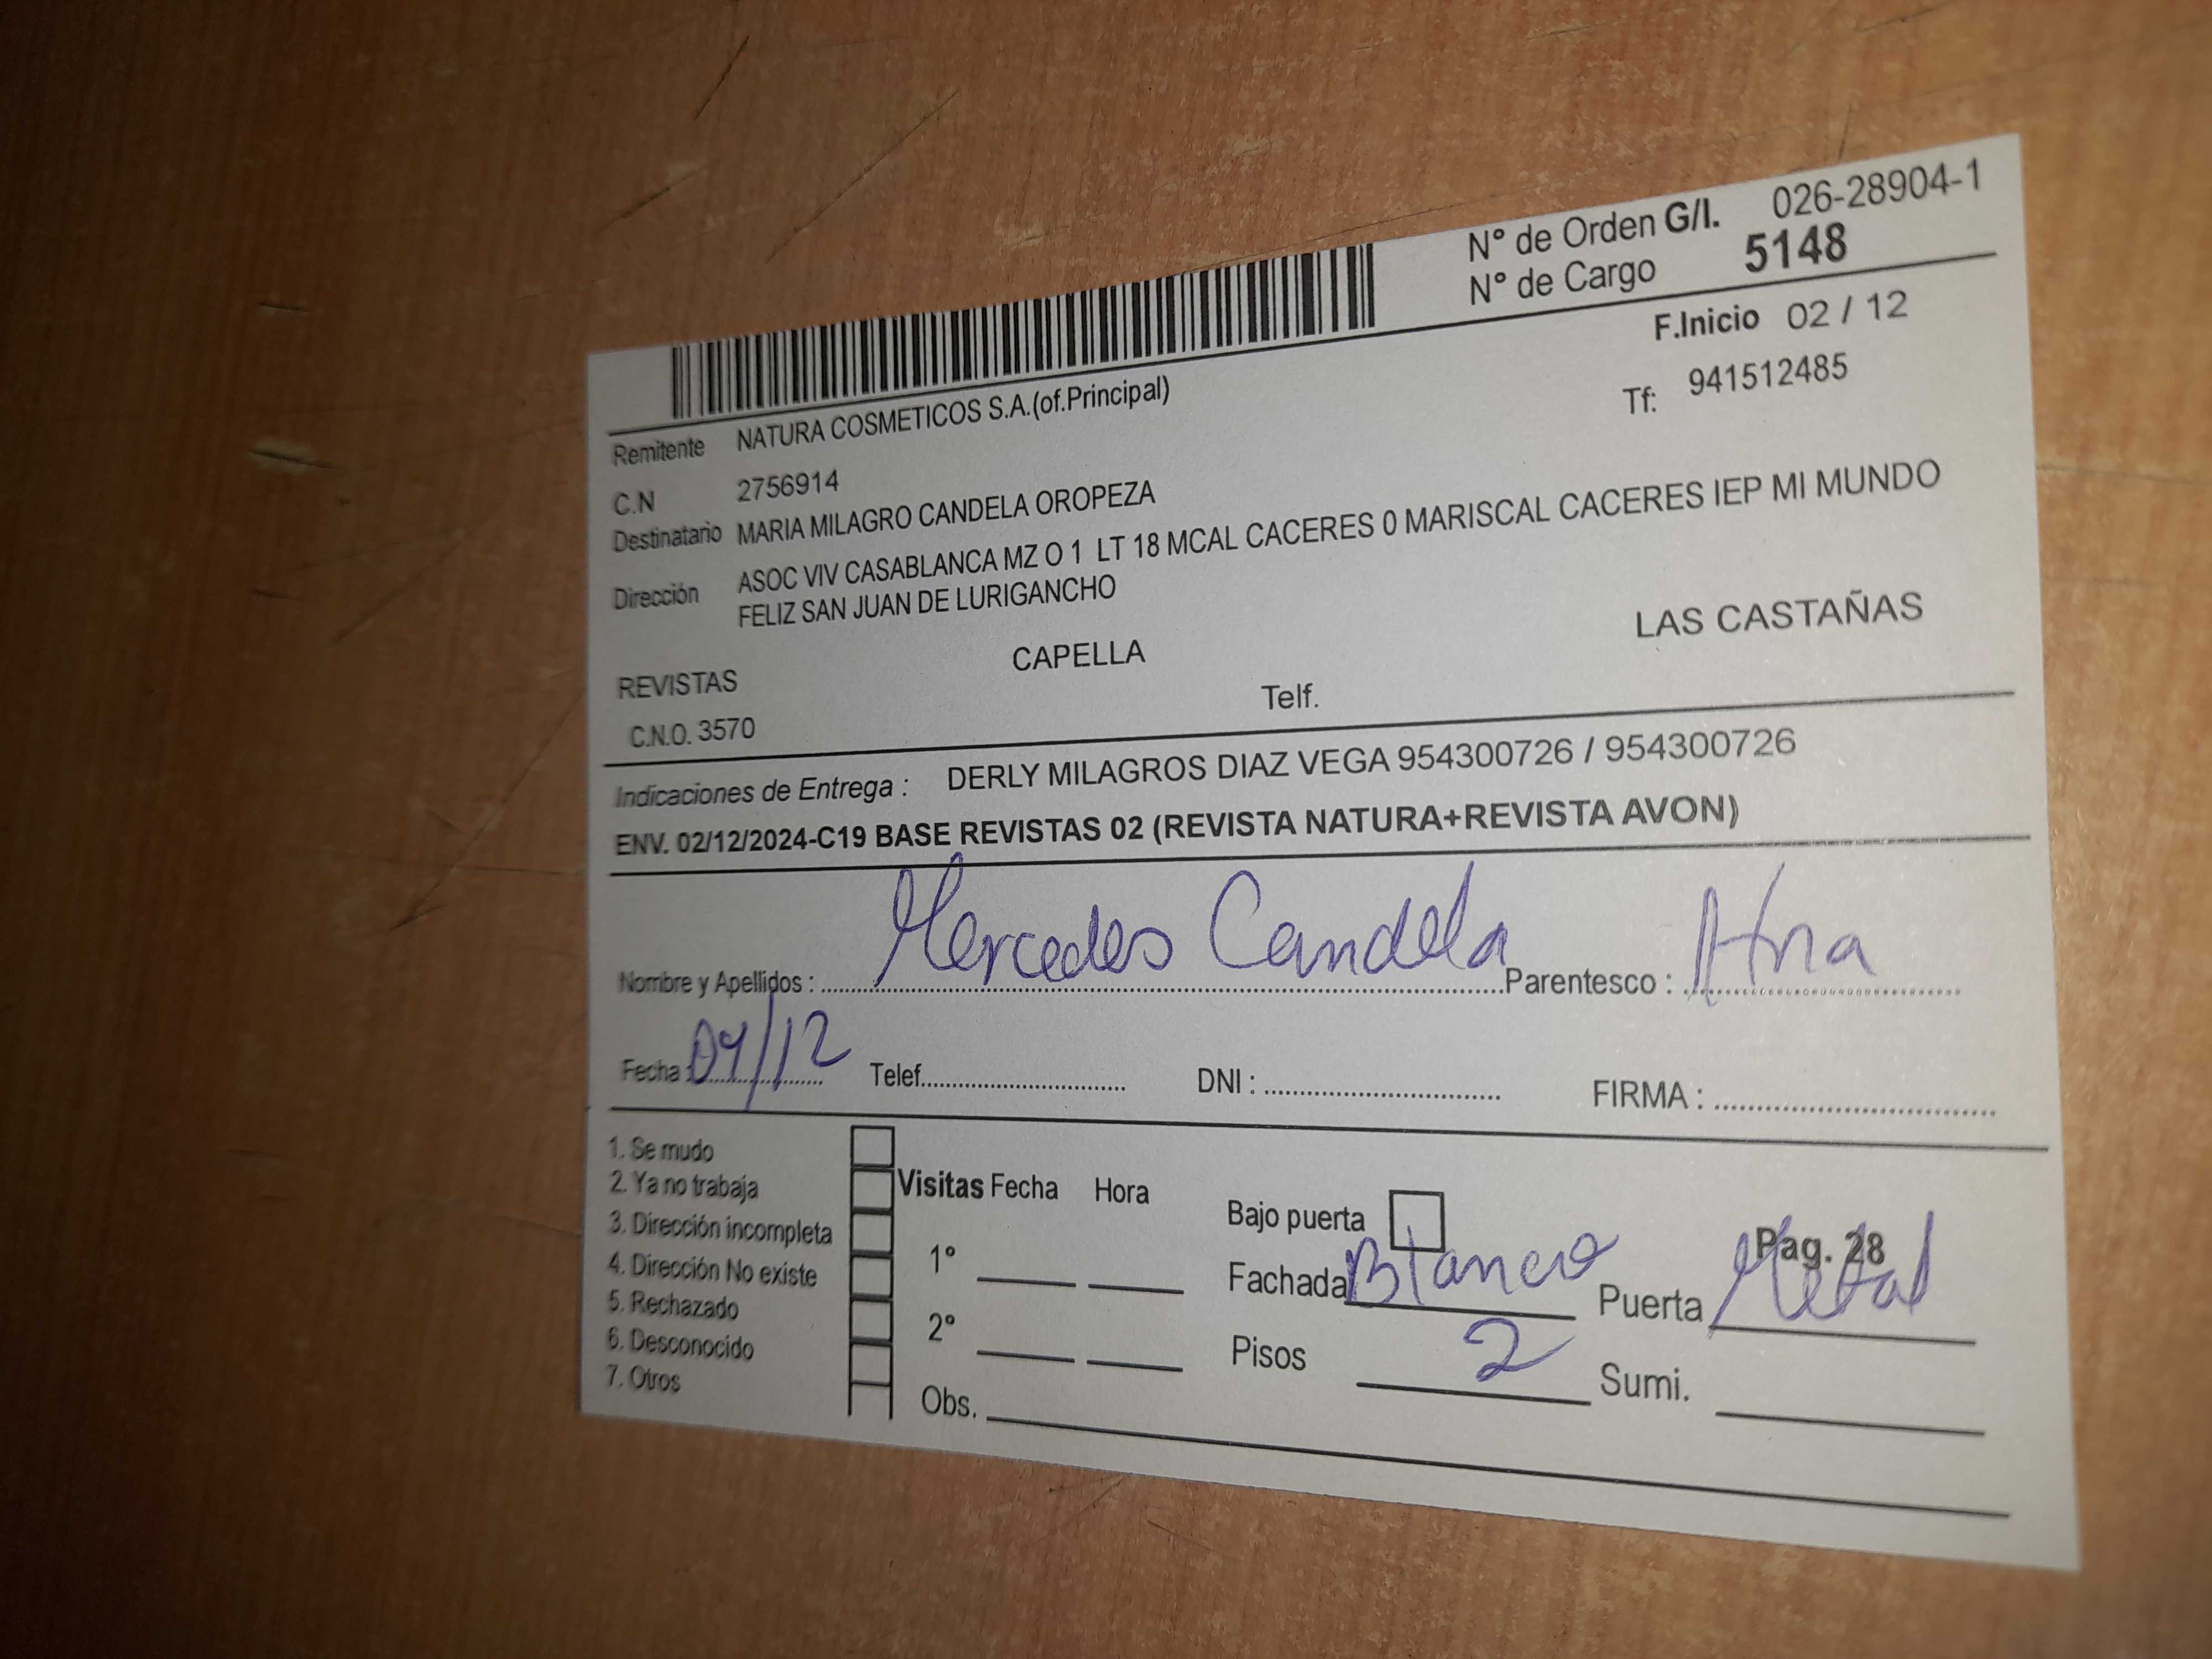 N° de Orden G/I. 026-28904-1
N° de Cargo 5148
F.Inicio 02 / 12
Remitente NATURA COSMETICOS S.A.(of.Principal) Tf: 941512485
C.N 2756914
Destinatario MARIA MILAGRO CANDELA OROPEZA
Dirección ASOC VIV CASABLANCA MZ O 1 LT 18 MCAL CACERES 0 MARISCAL CACERES IEP MI MUNDO
FELIZ SAN JUAN DE LURIGANCHO
REVISTAS CAPELLA LAS CASTAÑAS
C.N.O. 3570 Telf.
Indicaciones de Entrega : DERLY MILAGROS DIAZ VEGA 954300726 / 954300726
ENV. 02/12/2024-C19 BASE REVISTAS 02 (REVISTA NATURA+REVISTA AVON)
Nombre y Apellidos : Mercedes Candela Parentesco : Hna
Fecha : 04/12 Telef. DNI : FIRMA :
1. Se mudo
2. Ya no trabaja
3. Dirección incompleta
4. Dirección No existe
5. Rechazado
6. Desconocido
7. Otros
Visitas Fecha Hora
1°
2°
Obs.
Bajo puerta Pag. 28
Fachada Blanco Puerta Metal
Pisos 2 Sumi.